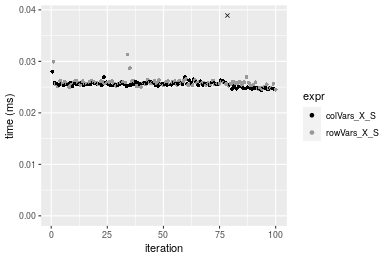 0.04
0.03
0.02
0.01
0.00
time (ms)
0
25
50
75
100
iteration
expr
colVars_X_S
rowVars_X_S